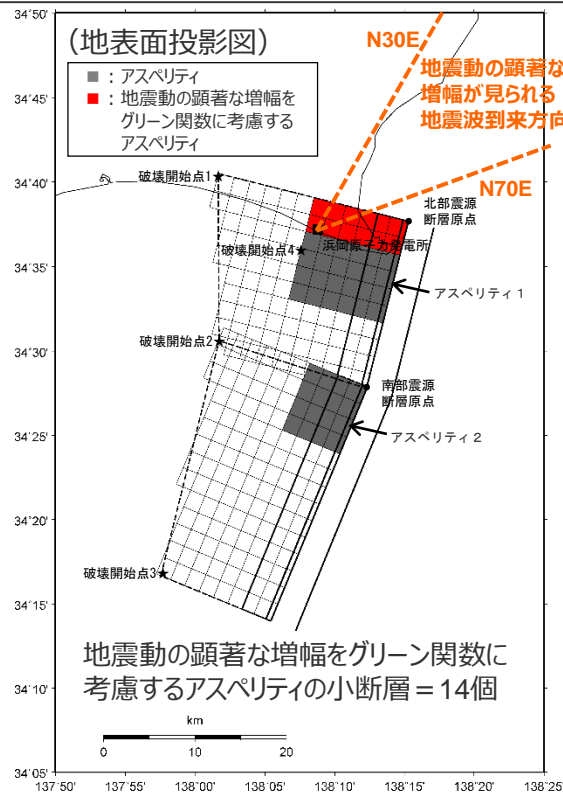 34°50'
(地表面投影図)
■ : アスペリティ
■ : 地震動の顕著な増幅を
グリーン関数に考慮する
アスペリティ
N30E
地震動の顕著な
増幅が見られる
地震波到来方向
N70E
34°45'
34°40'
破壊開始点1
北部震源
断層原点
浜岡原子力発電所
破壊開始点4
34°35'
アスペリティ1
34°30'
破壊開始点2
南部震源
断層原点
34°25'
アスペリティ2
34°20'
破壊開始点3
34°15'
地震動の顕著な増幅をグリーン関数に
考慮するアスペリティの小断層=14個
34°10'
km
0 10 20
34°05'
137°50' 137°55' 138°00' 138°05' 138°10' 138°15' 138°20' 138°25'